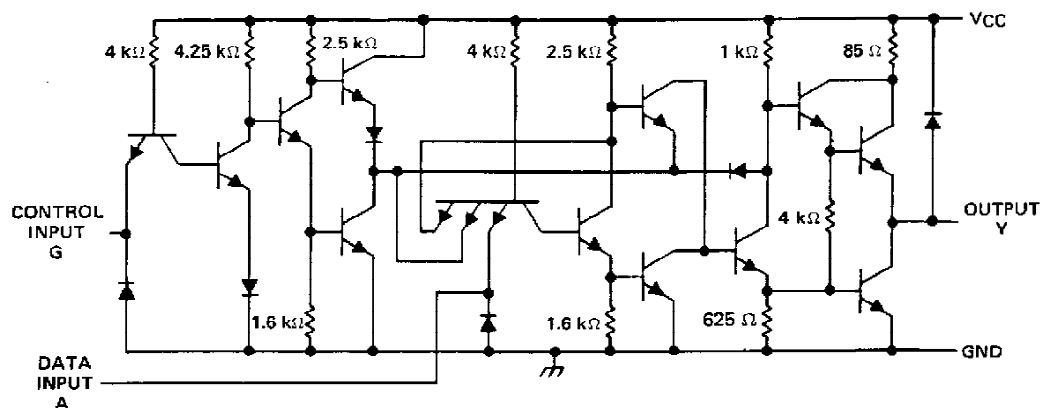 VCC
4 kΩ
4.25 kΩ
2.5 kΩ
4 kΩ
2.5 kΩ
1 kΩ
85 Ω
CONTROL
INPUT
G
4 kΩ
OUTPUT
Y
1.6 kΩ
1.6 kΩ
625 Ω
GND
DATA
INPUT
A